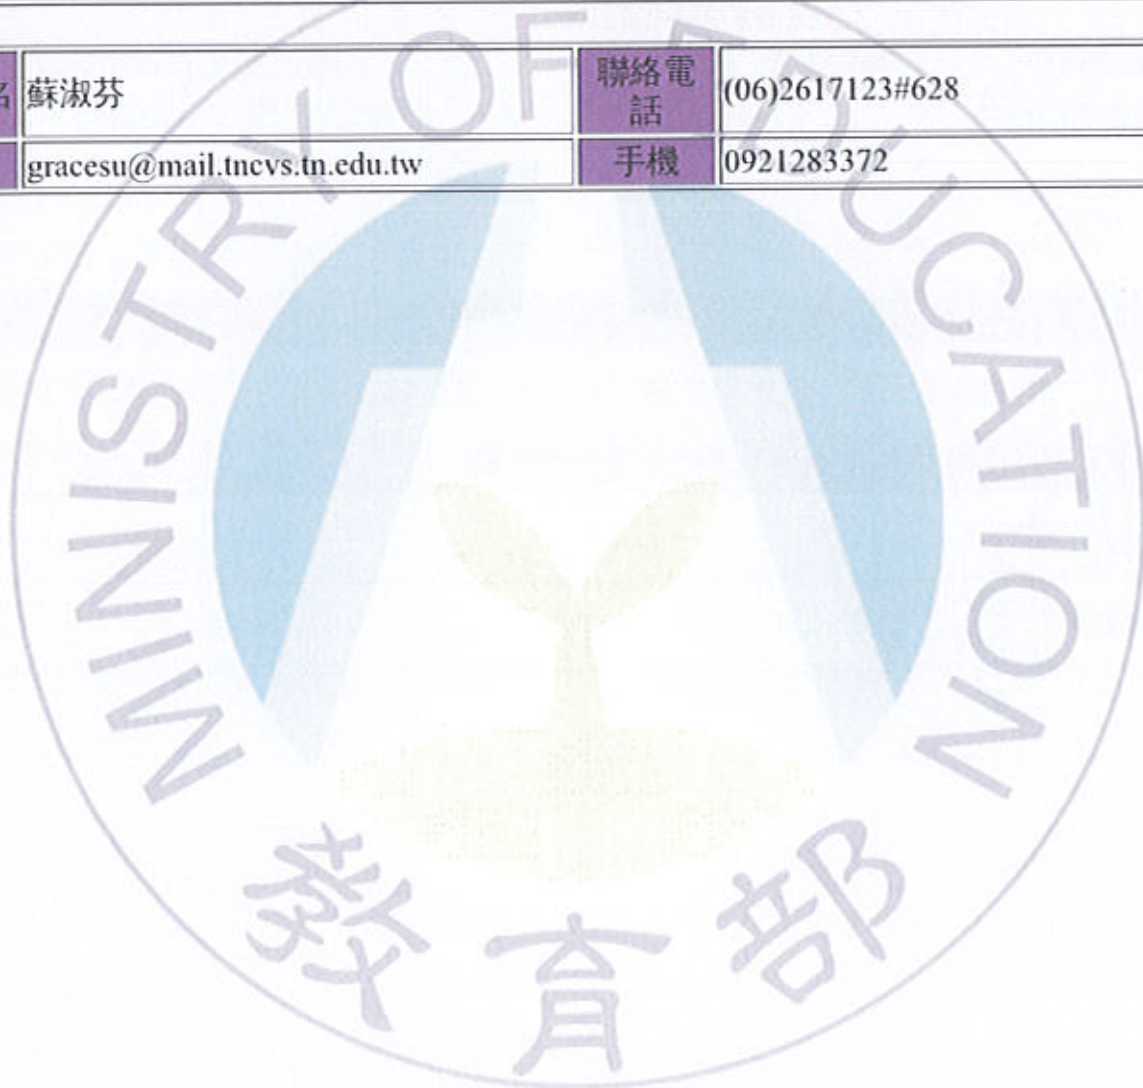 名 蘇淑芬 聯絡電話 (06)2617123#628
gracesu@mail.tncvs.tn.edu.tw 手機 0921283372
MINISTRY OF EDUCATION
教育部